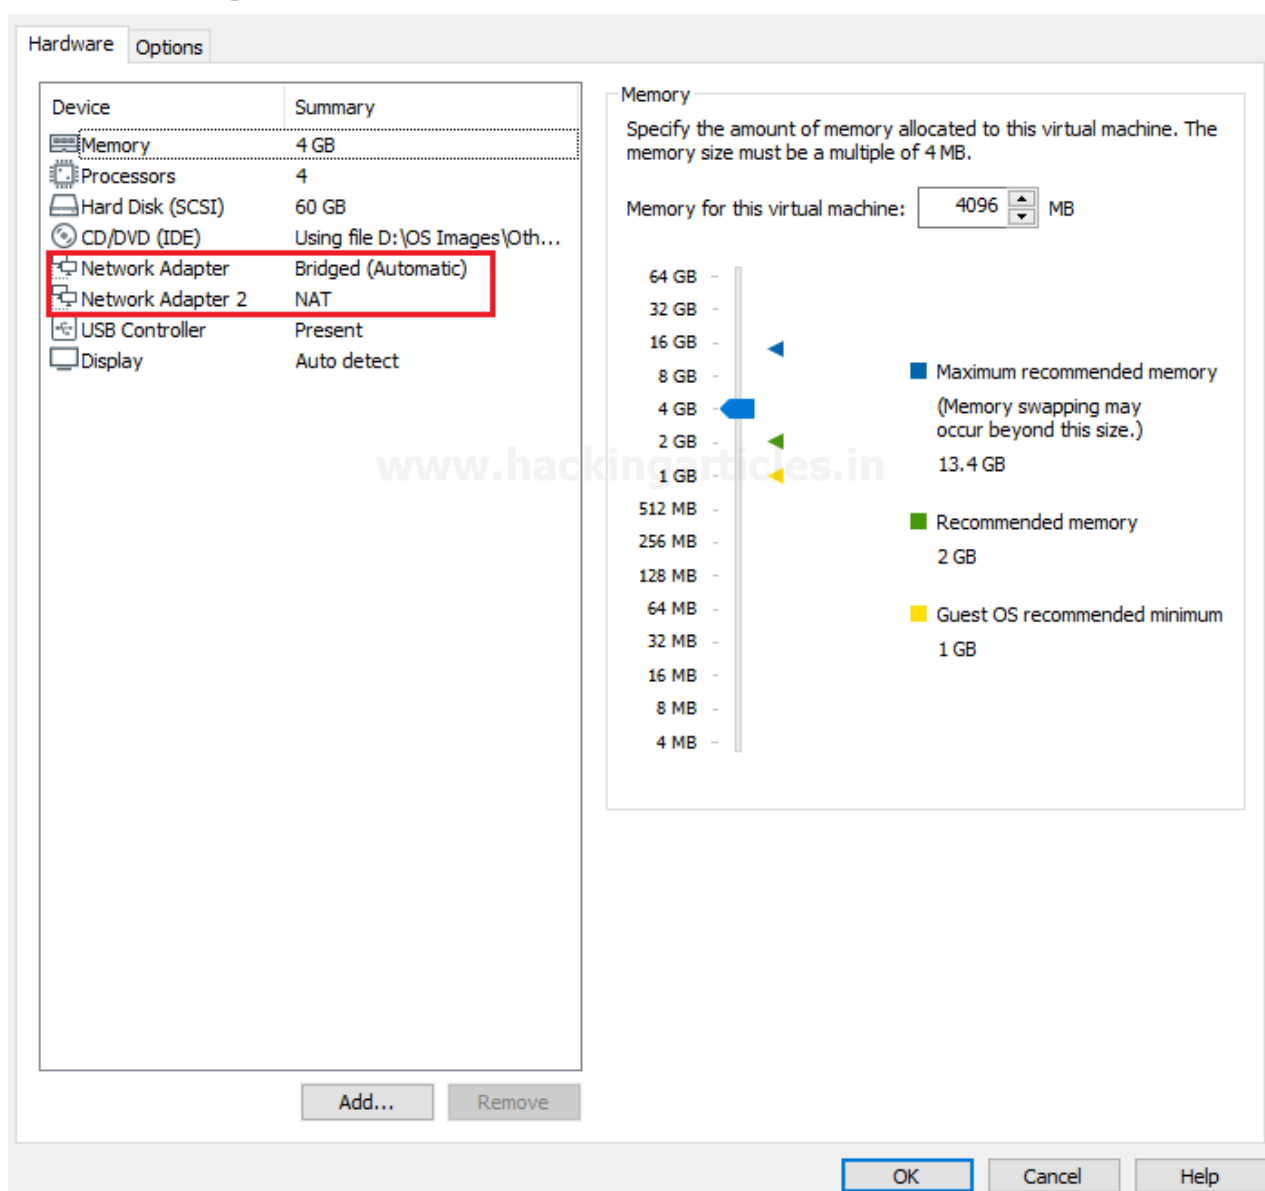 Hardware Options
Device Summary
Memory 4 GB
Processors 4
Hard Disk (SCSI) 60 GB
CD/DVD (IDE) Using file D:\OS Images\Oth...
Network Adapter Bridged (Automatic)
Network Adapter 2 NAT
USB Controller Present
Display Auto detect
Add... Remove
Memory
Specify the amount of memory allocated to this virtual machine. The
memory size must be a multiple of 4 MB.
Memory for this virtual machine: 4096 MB
64 GB
32 GB
16 GB
8 GB
4 GB
2 GB
1 GB
512 MB
256 MB
128 MB
64 MB
32 MB
16 MB
8 MB
4 MB
Maximum recommended memory
(Memory swapping may
occur beyond this size.)
13.4 GB
Recommended memory
2 GB
Guest OS recommended minimum
1 GB
www.hackingarticles.in
OK Cancel Help